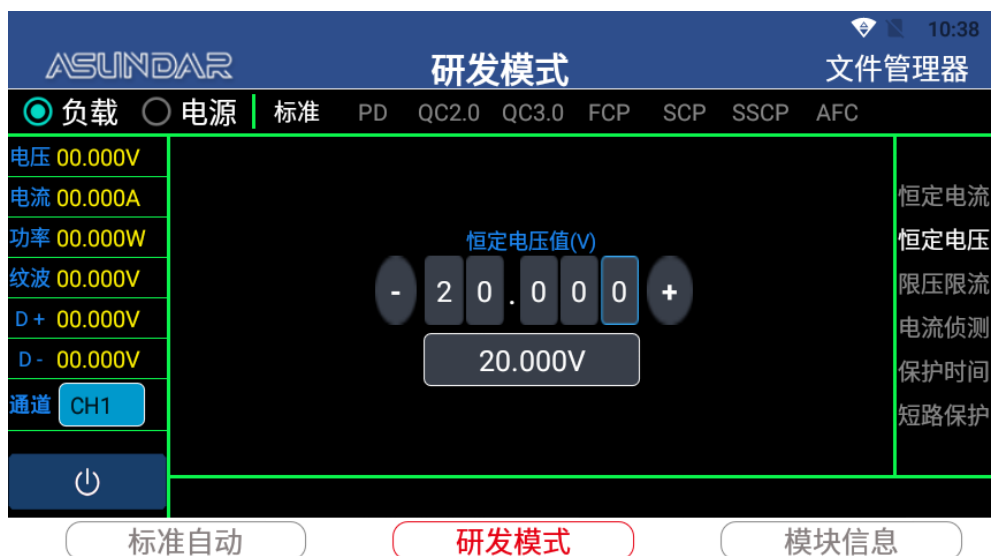 10:38
ASUNDAR 研发模式 文件管理器
负载 电源 标准 PD QC2.0 QC3.0 FCP SCP SSCP AFC
电压 00.000V
电流 00.000A
功率 00.000W
纹波 00.000V
D + 00.000V
D - 00.000V
通道 CH1
恒定电压值(V)
- 2 0 . 0 0 0 +
20.000V
恒定电流
恒定电压
限压限流
电流侦测
保护时间
短路保护
标准自动 研发模式 模块信息